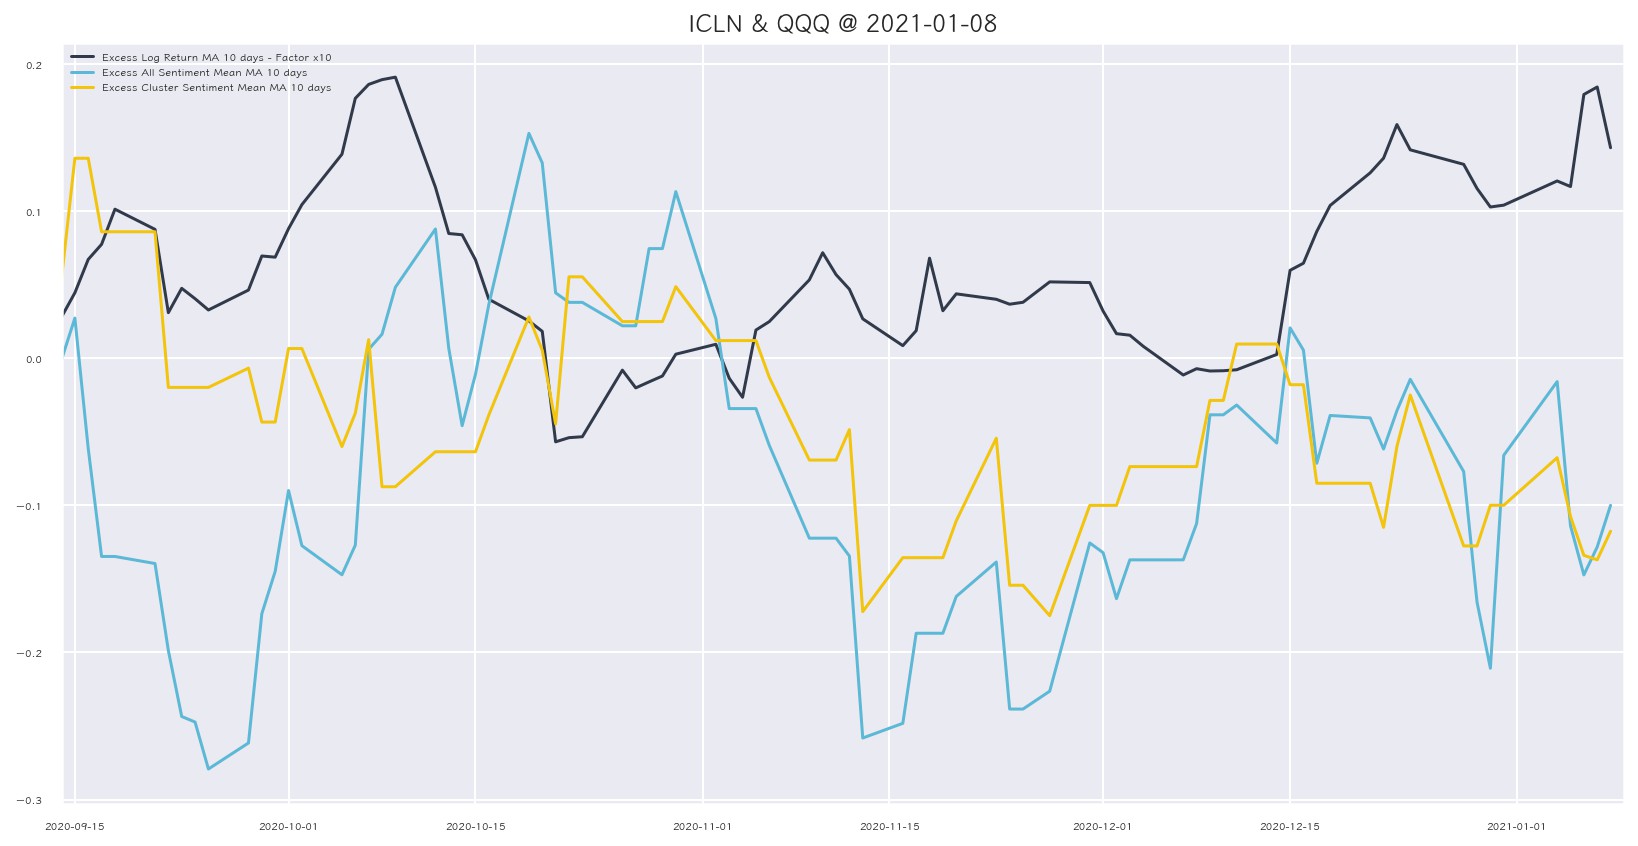 ICLN & QQQ @ 2021-01-08
Excess Log Return MA 10 days - Factor x10
Excess All Sentiment Mean MA 10 days
Excess Cluster Sentiment Mean MA 10 days
0.2
0.1
0.0
−0.1
−0.2
−0.3
2020-09-15 2020-10-01 2020-10-15 2020-11-01 2020-11-15 2020-12-01 2020-12-15 2021-01-01